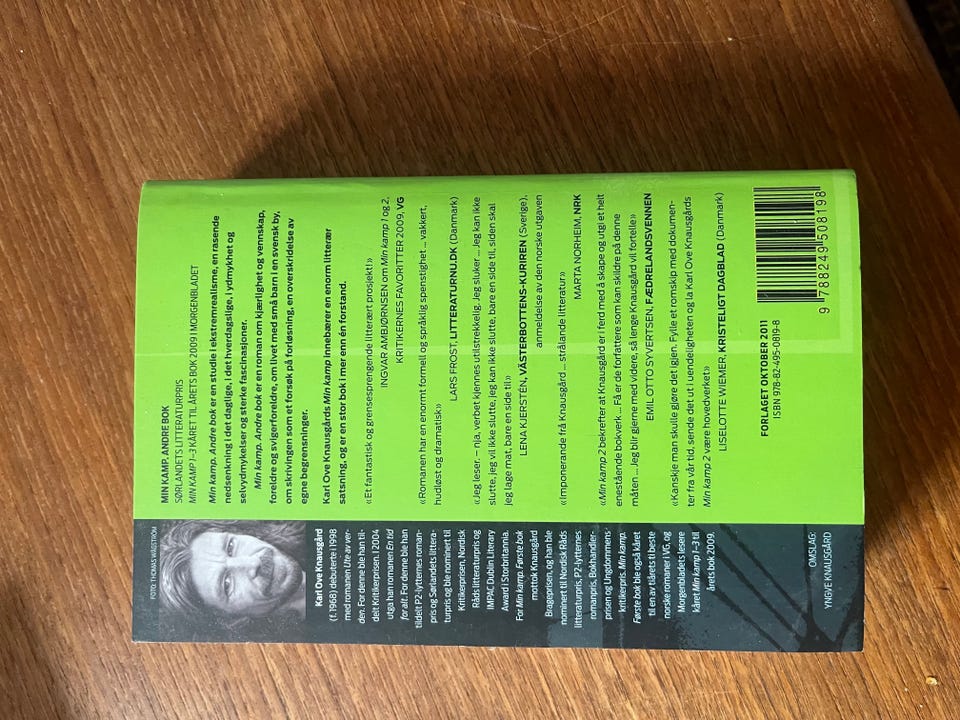 MIN KAMP. ANDRE BOK
SØRLANDETS LITTERATURPRIS
MIN KAMP 1–3 KÅRET TIL ÅRETS BOK 2009 I MORGENBLADET
Min kamp. Andre bok er en studie i ekstremealisme, en rasende
nedsenkning i det daglige, i det hverdagslige, i ydmykhet og
selvydmykelser og sterke fascinasjoner.
Min kamp. Andre bok er en roman om kjærlighet og vennskap,
foreldre og svigerforeldre, om livet med små barn i en svensk by,
om skrivingen som et forsøk på forløsning, en overskridelse av
egne begrensninger.
Karl Ove Knausgårds Min kamp innebærer en enorm litterær
satsning, og er en stor bok i mer enn én forstand.
«Et fantastisk og grensesprengende litterært prosjekt!»
INGVAR AMBJØRNSEN om Min kamp 1 og 2,
KRITIKERNES FAVORITTER 2009, VG
«Romanen har en enormt formell og språklig spenstighet ... vakkert,
hudløst og dramatisk»
LARS FROST, LITTERATURNU.DK (Danmark)
«Jeg leser. – nja, verbet kjennes utilstrekkelig. Jeg sluker ... Jeg kan ikke
slutte, jeg vil ikke slutte, jeg kan ikke slutte, bare en side til, siden skal
jeg lage mat, bare en side til»
LENA KJERSTÉN, VÄSTERBOTTENS-KURIREN (Sverige),
anmeldelse av den norske utgaven
«Imponerande frå Knausgård ... strålande litteratur»
MARTA NORHEIM, NRK
«Min kamp 2 bekrefter at Knausgård er i ferd med å skape og utgi et helt
enestående bokverk ... Få er de forfattere som kan skildre på denne
måten ... Jeg blir gjerne med videre, så lenge Knausgård vil fortelle»
EMIL OTTO SYVERTSEN, FÆDRELANDSVENNEN
«Kanskje man skulle gjøre det igjen. Fylle et romskip med dokumen-
ter fra vår tid, sende det ut i uendeligheten og la Karl Ove Knausgårds
Min kamp 2 være hovedverket»
LISELOTTE WIEMER, KRISTELIGT DAGBLAD (Danmark)
FORLAGET OKTOBER 2011
ISBN 978-82-495-0819-8
9 788249 508198
FOTO: THOMAS WÅGSTRÖM
Karl Ove Knausgård
(f. 1968) debuterte i 1998
med romanen Ute av ver-
den. For denne ble han til-
delt Kritikerprisen. I 2004
utga han romanen En tid
for alt. For denne ble han
tildelt P2-lytternes roman-
pris og Sørlandets littera-
turpris og ble nominert til
Kritikerprisen, Nordisk
Råds litteraturpris og
IMPAC Dublin Literary
Award i Storbritannia.
For Min kamp. Første bok
mottok Knausgård
Brageprisen, og han ble
nominert til Nordisk Råds
litteraturpris, P2-lytternes
romanpris, Bokhandler-
prisen og Ungdommens
kritikerpris. Min kamp.
Første bok ble også kåret
til en av tiårets ti beste
norske romaner i VG, og
Morgenbladets lesere
kåret Min kamp 1–3 til
årets bok 2009.
OMSLAG:
YNGVE KNAUSGÅRD